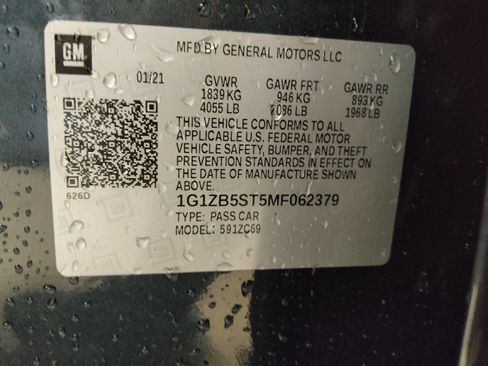 GM
MFD BY GENERAL MOTORS LLC
01/21 GVWR GAWR FRT GAWR RR
1839 KG 946 KG 893 KG
4055 LB 2086 LB 1968 LB
THIS VEHICLE CONFORMS TO ALL
APPLICABLE U.S. FEDERAL MOTOR
VEHICLE SAFETY, BUMPER, AND THEFT
PREVENTION STANDARDS IN EFFECT ON
THE DATE OF MANUFACTURE SHOWN
ABOVE.
626D
1G1ZB5ST5MF062379
TYPE: PASS CAR
MODEL: 591ZC69